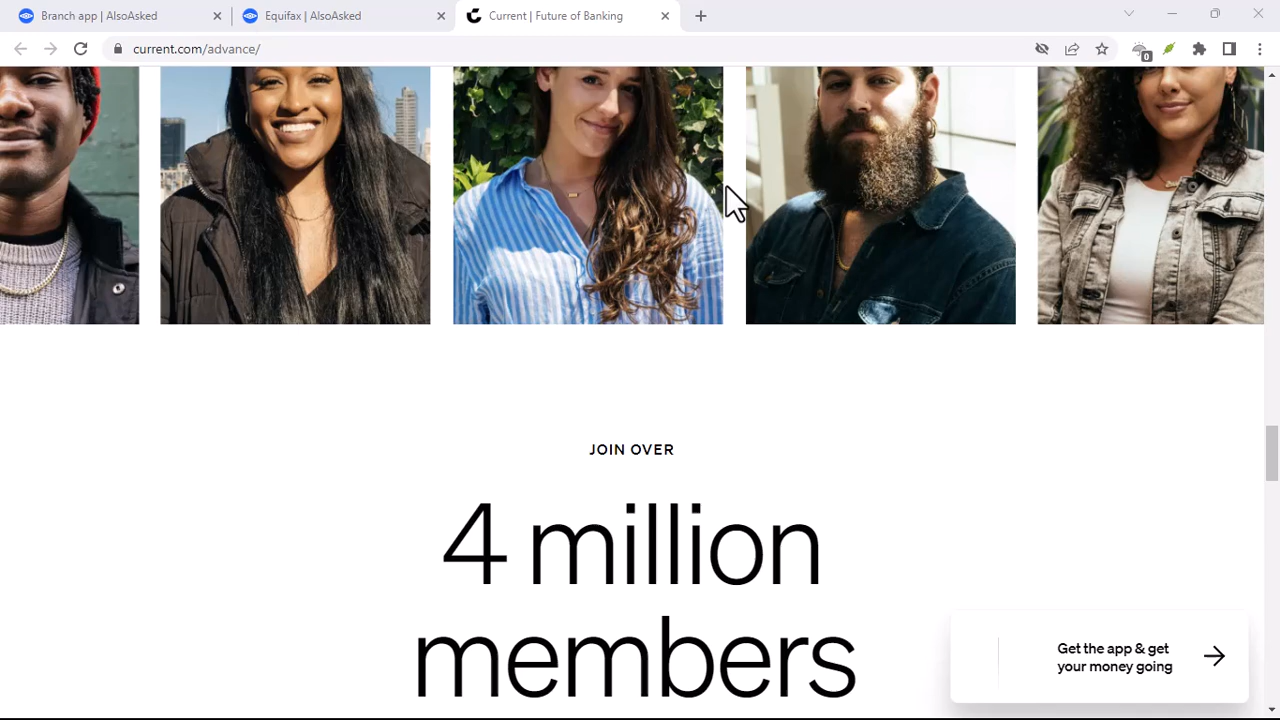 Branch app | AlsoAsked
Equifax | AlsoAsked
Current | Future of Banking
current.com/advance/
0
JOIN OVER
4 million
members
Get the app & get
your money going